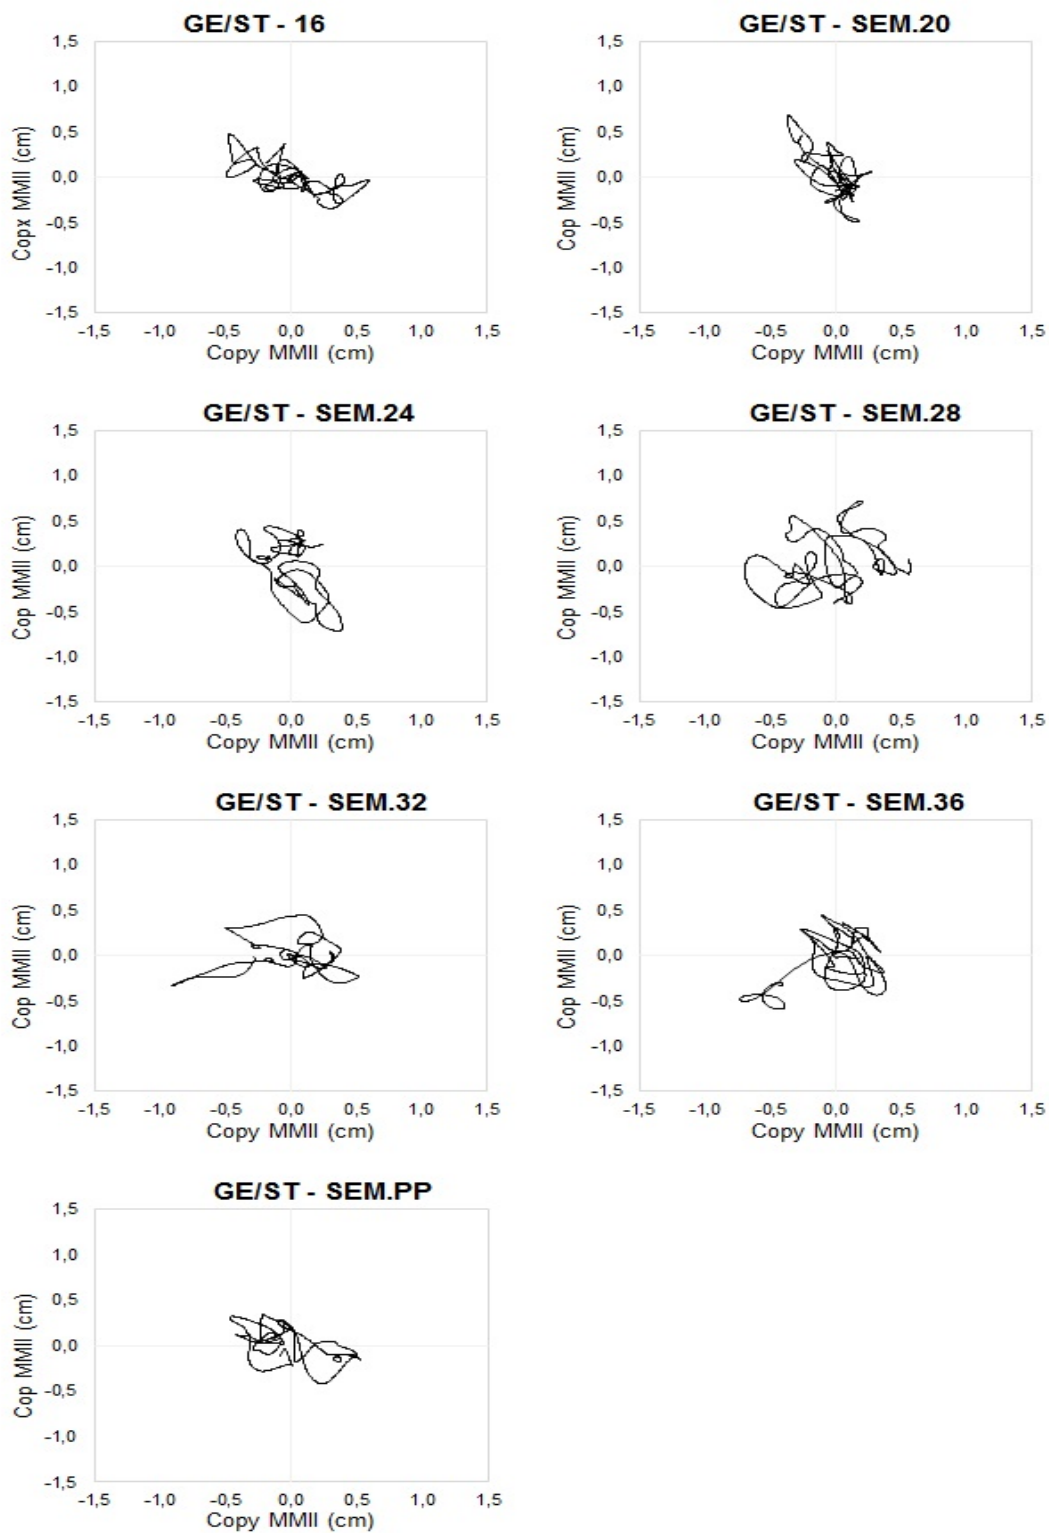 GE/ST - 16
1,5
1,0
0,5
0,0
-0,5
-1,0
-1,5
Copx MMII (cm)
-1,5 -1,0 -0,5 0,0 0,5 1,0 1,5
Copy MMII (cm)
GE/ST - SEM.20
1,5
1,0
0,5
0,0
-0,5
-1,0
-1,5
Cop MMII (cm)
-1,5 -1,0 -0,5 0,0 0,5 1,0 1,5
Copy MMII (cm)
GE/ST - SEM.24
1,5
1,0
0,5
0,0
-0,5
-1,0
-1,5
Cop MMII (cm)
-1,5 -1,0 -0,5 0,0 0,5 1,0 1,5
Copy MMII (cm)
GE/ST - SEM.28
1,5
1,0
0,5
0,0
-0,5
-1,0
-1,5
Cop MMII (cm)
-1,5 -1,0 -0,5 0,0 0,5 1,0 1,5
Copy MMII (cm)
GE/ST - SEM.32
1,5
1,0
0,5
0,0
-0,5
-1,0
-1,5
Cop MMII (cm)
-1,5 -1,0 -0,5 0,0 0,5 1,0 1,5
Copy MMII (cm)
GE/ST - SEM.36
1,5
1,0
0,5
0,0
-0,5
-1,0
-1,5
Cop MMII (cm)
-1,5 -1,0 -0,5 0,0 0,5 1,0 1,5
Copy MMII (cm)
GE/ST - SEM.PP
1,5
1,0
0,5
0,0
-0,5
-1,0
-1,5
Cop MMII (cm)
-1,5 -1,0 -0,5 0,0 0,5 1,0 1,5
Copy MMII (cm)